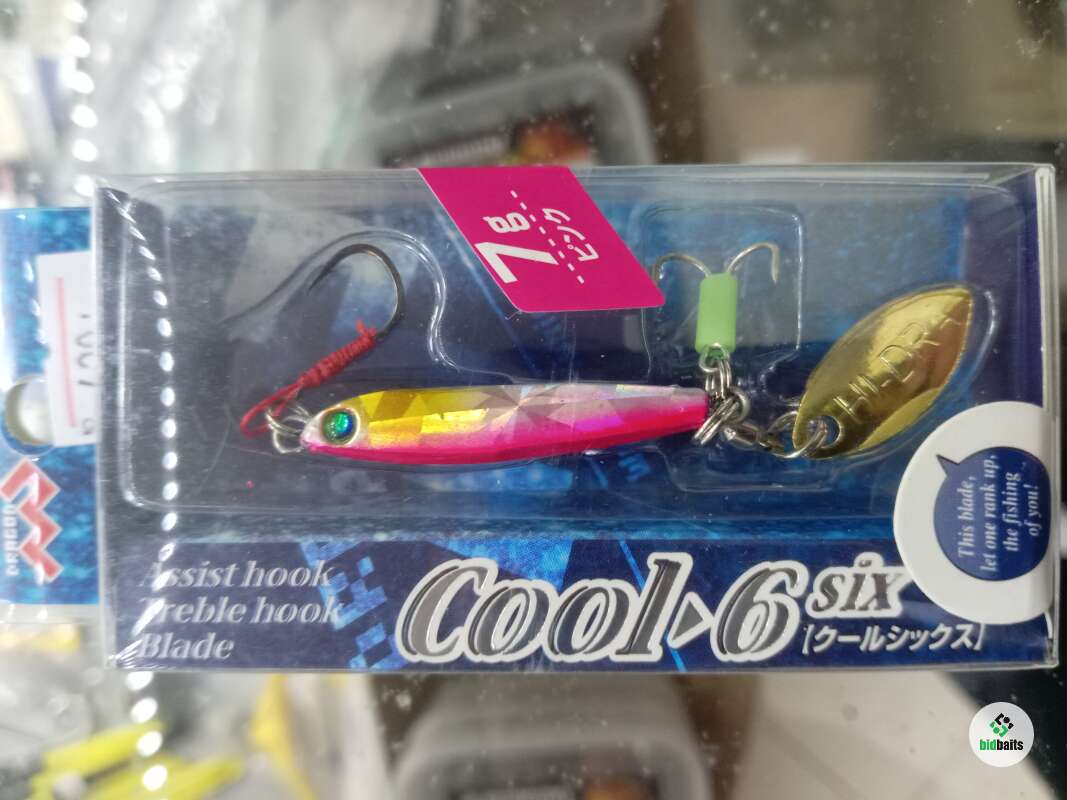 7g
ピンク
HI-DR
This blade,
let one rank up,
the fishing
of you!
Assist hook
Treble hook
Blade
Cool 6 six
[クールシックス]
bidbaits